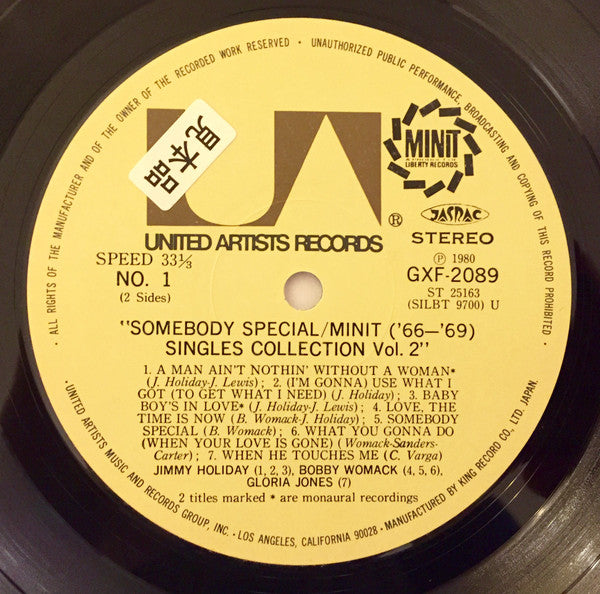 · ALL RIGHTS OF THE MANUFACTURER AND OF THE OWNER OF THE RECORDED WORK RESERVED · UNAUTHORIZED PUBLIC PERFORMANCE, BROADCASTING AND COPYING OF THIS RECORD PROHIBITED ·
見本品
MINIT
LIBERTY RECORDS
®
JASRAC
UNITED ARTISTS RECORDS
STEREO
SPEED 33⅓
NO. 1
(2 Sides)
Ⓟ 1980
GXF-2089
ST 25163
(SILBT 9700) U
"SOMEBODY SPECIAL/MINIT ('66—'69)
SINGLES COLLECTION Vol. 2"
1. A MAN AIN'T NOTHIN' WITHOUT A WOMAN*
(J. Holiday-J. Lewis); 2. (I'M GONNA) USE WHAT I
GOT (TO GET WHAT I NEED) (J. Holiday); 3. BABY
BOY'S IN LOVE* (J. Holiday-J. Lewis); 4. LOVE, THE
TIME IS NOW (B. Womack-J. Holiday); 5. SOMEBODY
SPECIAL (B. Womack); 6. WHAT YOU GONNA DO
(WHEN YOUR LOVE IS GONE) (Womack-Sanders-
Carter); 7. WHEN HE TOUCHES ME (C. Varga)
JIMMY HOLIDAY (1, 2, 3), BOBBY WOMACK (4, 5, 6),
GLORIA JONES (7)
2 titles marked * are monaural recordings
UNITED ARTISTS MUSIC AND RECORDS GROUP, INC. · LOS ANGELES, CALIFORNIA 90028 · MANUFACTURED BY KING RECORD CO., LTD. JAPAN.